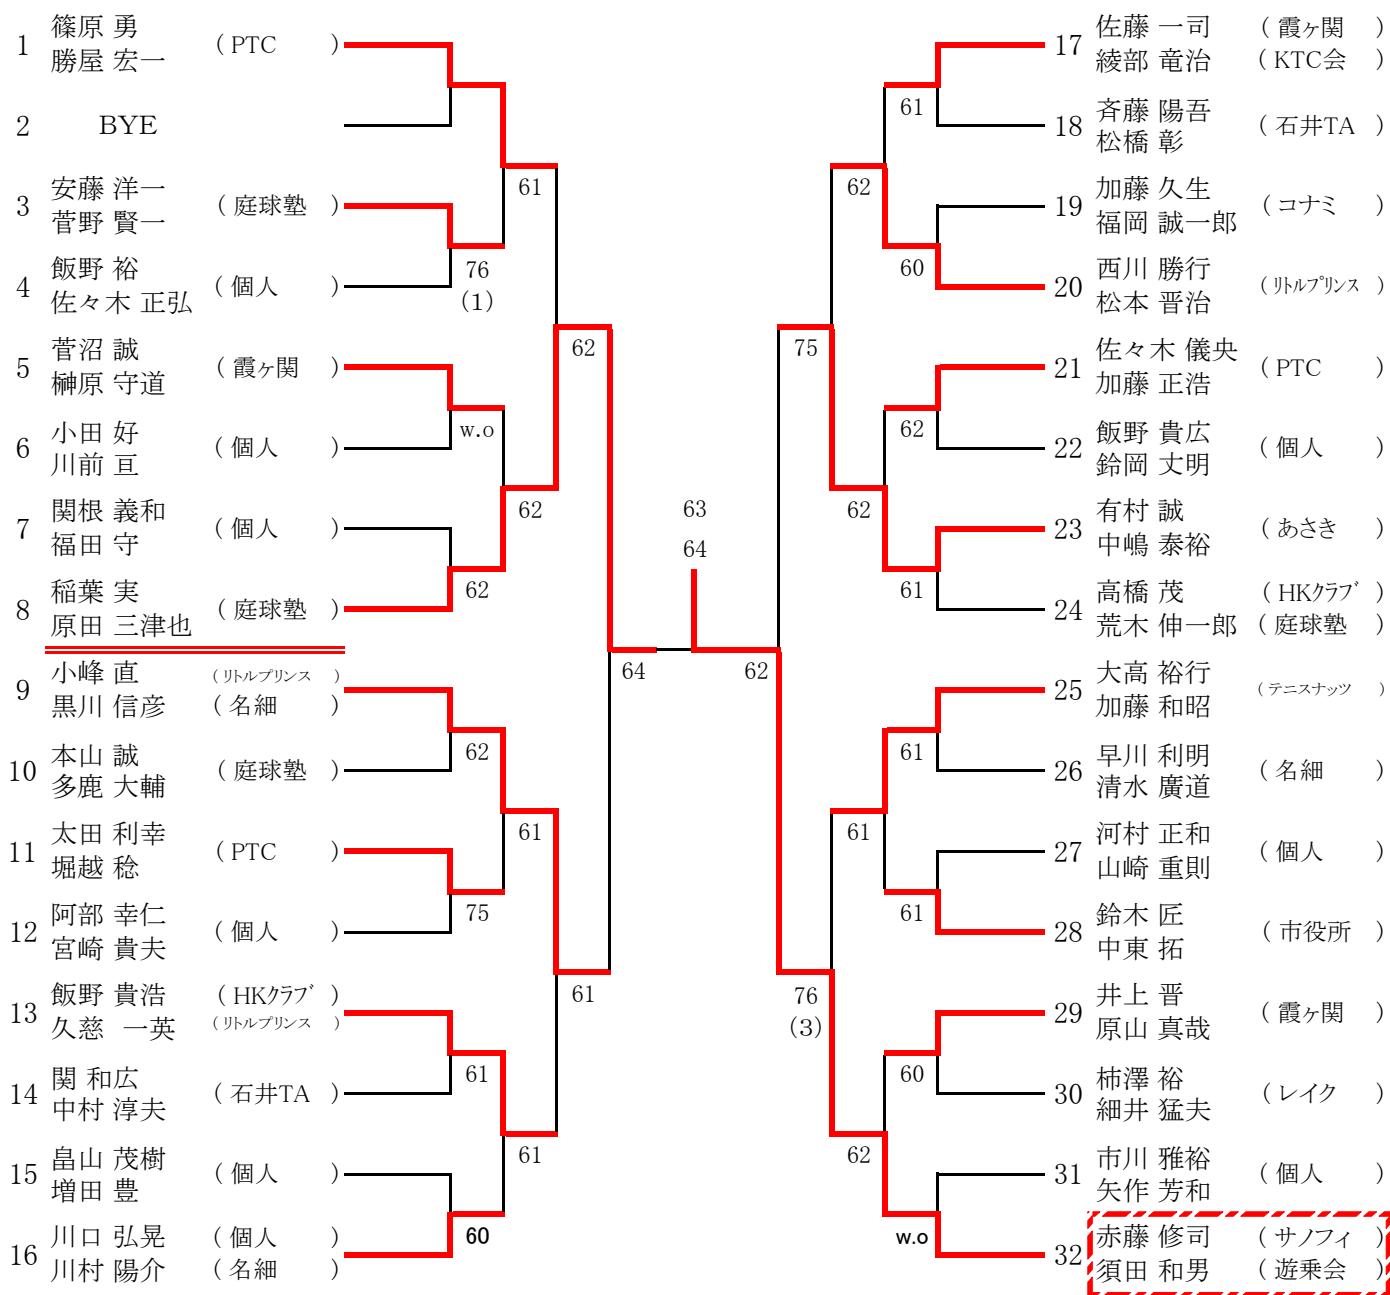 1 篠原 勇 ( PTC )
勝屋 宏一
2 BYE
3 安藤 洋一 ( 庭球塾 )
菅野 賢一
4 飯野 裕 ( 個人 )
佐々木 正弘
5 菅沼 誠 ( 霞ヶ関 )
榊原 守道
6 小田 好 ( 個人 )
川前 亘
7 関根 義和 ( 個人 )
福田 守
8 稲葉 実 ( 庭球塾 )
原田 三津也
9 小峰 直 ( リトルプリンス )
黒川 信彦 ( 名細 )
10 本山 誠 ( 庭球塾 )
多鹿 大輔
11 太田 利幸 ( PTC )
堀越 稔
12 阿部 幸仁 ( 個人 )
宮崎 貴夫
13 飯野 貴浩 ( HKクラブ )
久慈 一英 ( リトルプリンス )
14 関 和広 ( 石井TA )
中村 淳夫
15 畠山 茂樹 ( 個人 )
増田 豊
16 川口 弘晃 ( 個人 )
川村 陽介 ( 名細 )
76
(1)
w.o
62
62
75
61
60
61
62
61
61
62
61
64
63
64
62
75
76
(3)
62
62
61
62
61
60
62
61
61
61
60
w.o
17 佐藤 一司 ( 霞ヶ関 )
綾部 竜治 ( KTC会 )
18 斉藤 陽吾 ( 石井TA )
松橋 彰
19 加藤 久生 ( コナミ )
福岡 誠一郎
20 西川 勝行 ( リトルプリンス )
松本 晋治
21 佐々木 儀央 ( PTC )
加藤 正浩
22 飯野 貴広 ( 個人 )
鈴岡 丈明
23 有村 誠 ( あさき )
中嶋 泰裕
24 高橋 茂 ( HKクラブ )
荒木 伸一郎 ( 庭球塾 )
25 大高 裕行 ( テニスナッツ )
加藤 和昭
26 早川 利明 ( 名細 )
清水 廣道
27 河村 正和 ( 個人 )
山崎 重則
28 鈴木 匠 ( 市役所 )
中東 拓
29 井上 晋 ( 霞ヶ関 )
原山 真哉
30 柿澤 裕 ( レイク )
細井 猛夫
31 市川 雅裕 ( 個人 )
矢作 芳和
32 赤藤 修司 ( サノフィ )
須田 和男 ( 遊乗会 )